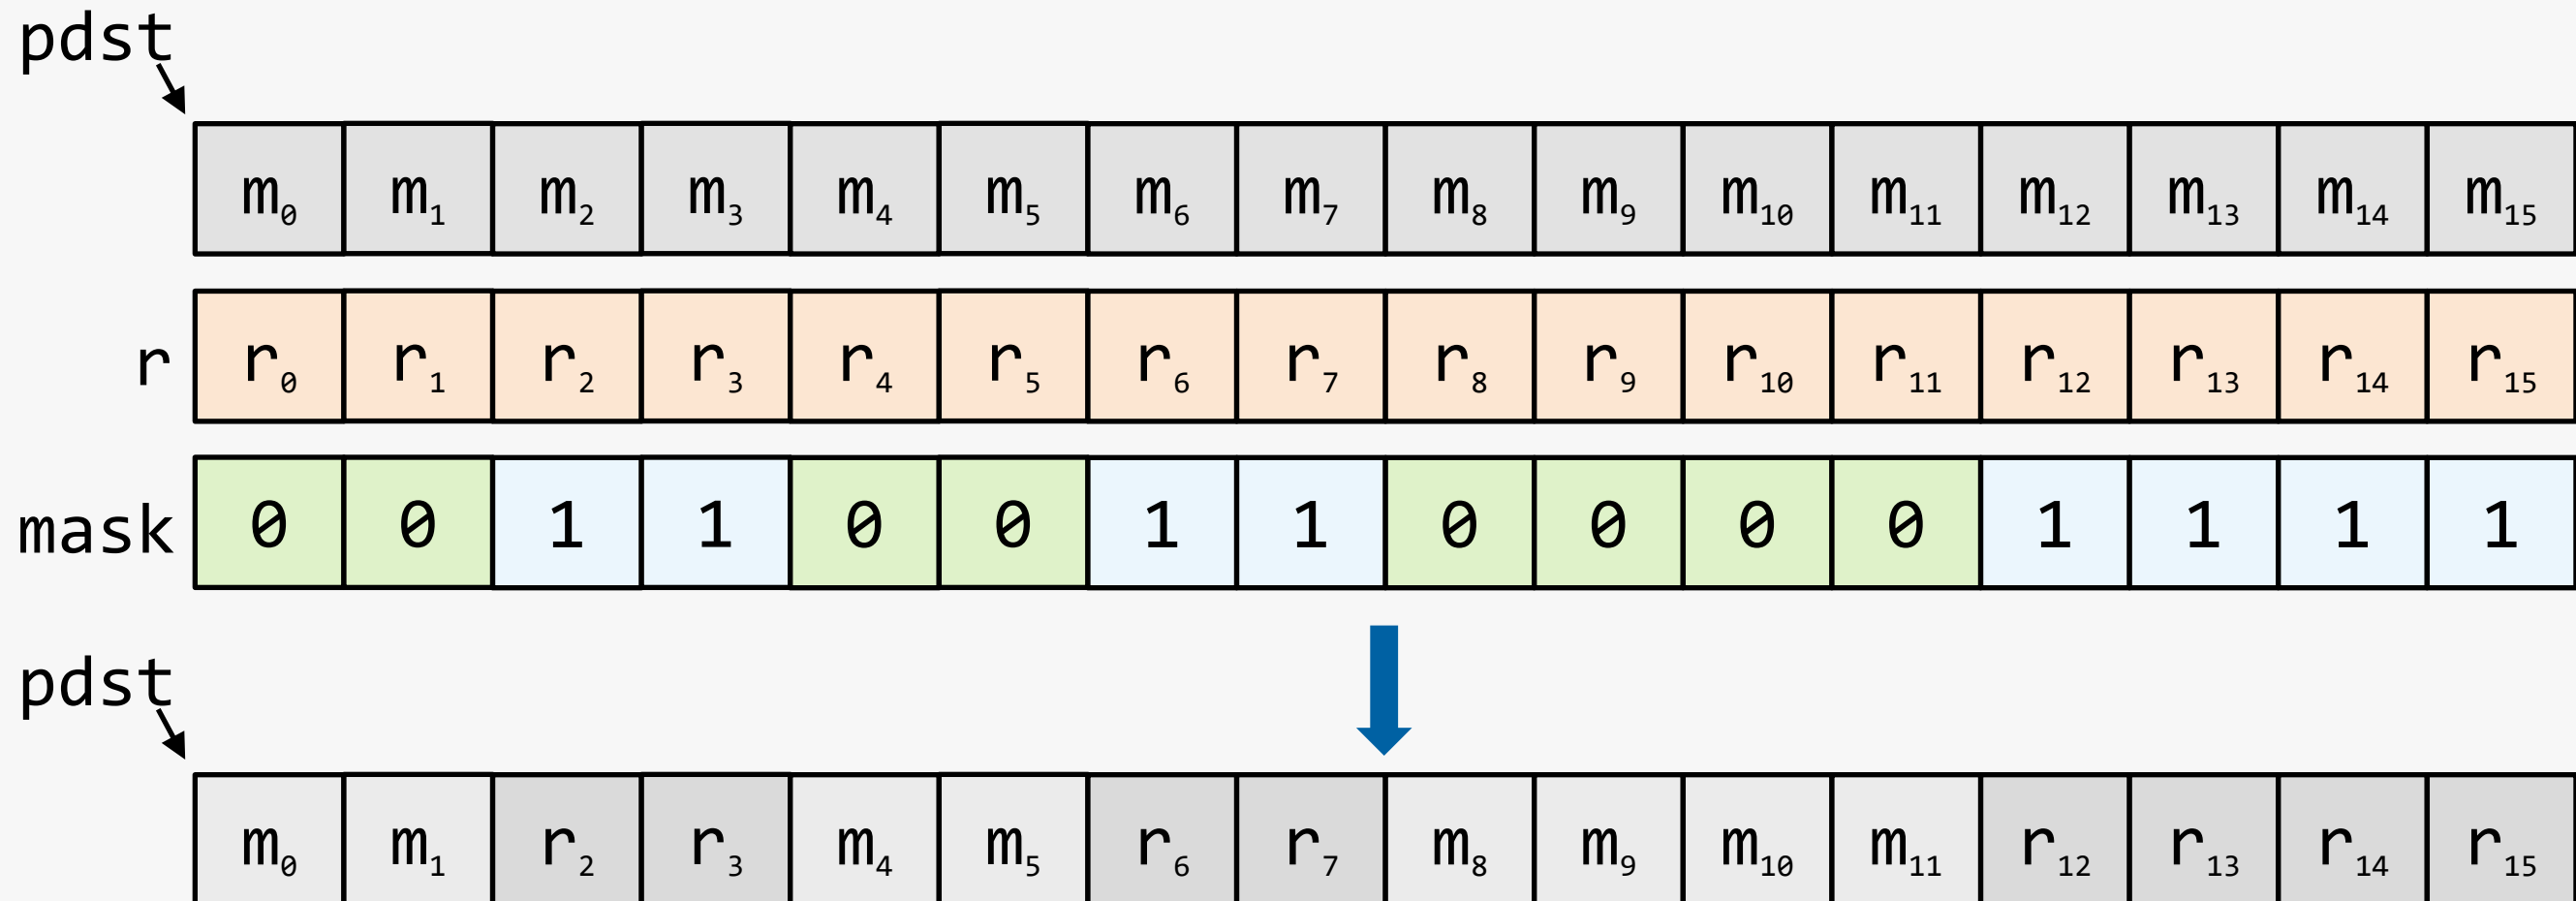 pdst
m₀ m₁ m₂ m₃ m₄ m₅ m₆ m₇ m₈ m₉ m₁₀ m₁₁ m₁₂ m₁₃ m₁₄ m₁₅
r r₀ r₁ r₂ r₃ r₄ r₅ r₆ r₇ r₈ r₉ r₁₀ r₁₁ r₁₂ r₁₃ r₁₄ r₁₅
mask 0 0 1 1 0 0 1 1 0 0 0 0 1 1 1 1
pdst
m₀ m₁ r₂ r₃ m₄ m₅ r₆ r₇ m₈ m₉ m₁₀ m₁₁ r₁₂ r₁₃ r₁₄ r₁₅